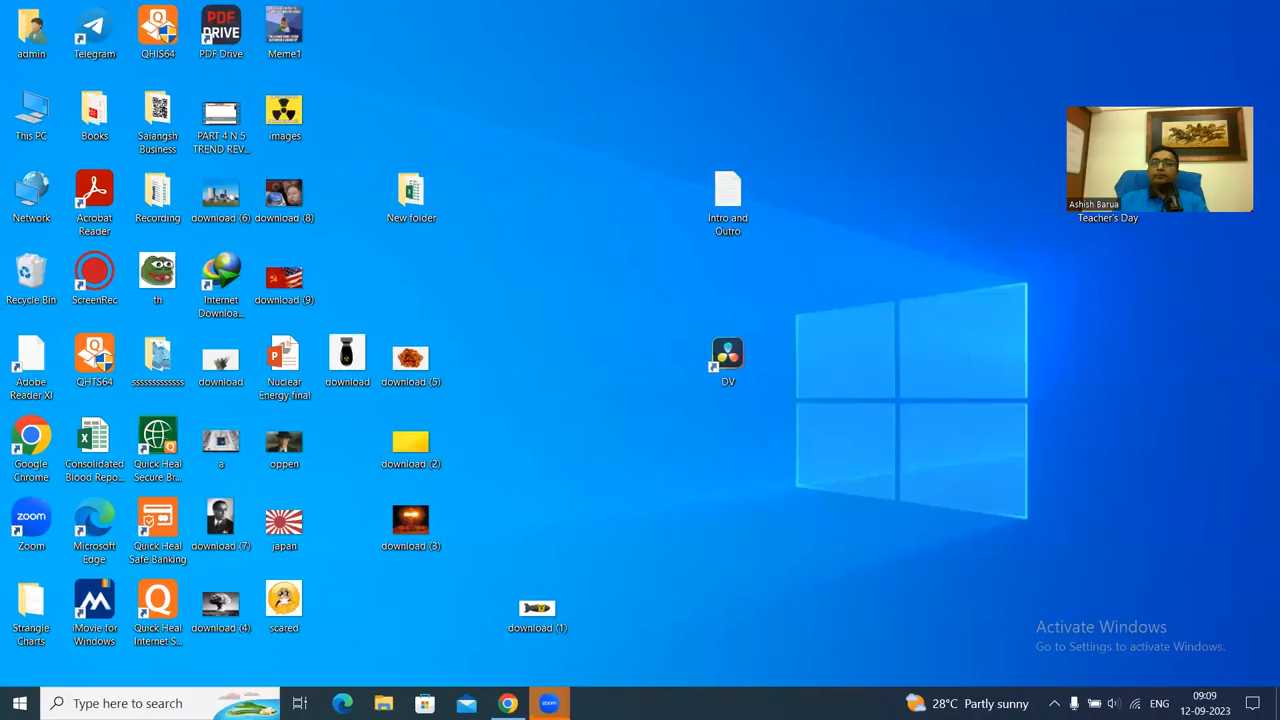 admin
Telegram
QHIS64
PDF
DRIVE
PDF Drive
Meme1
This PC
Books
Saiangsh
Business
PART 4 N 5
TREND REV...
images
Ashish Barua
Network
Acrobat
Reader
Recording
download (6)
download (8)
New folder
Intro and
Outro
Teacher's Day
Recycle Bin
ScreenRec
th
Internet
Downloa...
download (9)
Adobe
Reader XI
QHTS64
sssssssssssss
download
Nuclear
Energy final
download
download (5)
DV
Google
Chrome
Consolidated
Blood Repo...
Quick Heal
Secure Br...
a
oppen
download (2)
zoom
Zoom
Microsoft
Edge
Quick Heal
Safe Banking
download (7)
japan
download (3)
Strangle
Charts
iMovie for
Windows
Quick Heal
Internet S...
download (4)
scared
download (1)
Activate Windows
Go to Settings to activate Windows.
Type here to search
zoom
28°C Partly sunny
ENG
09:09
12-09-2023